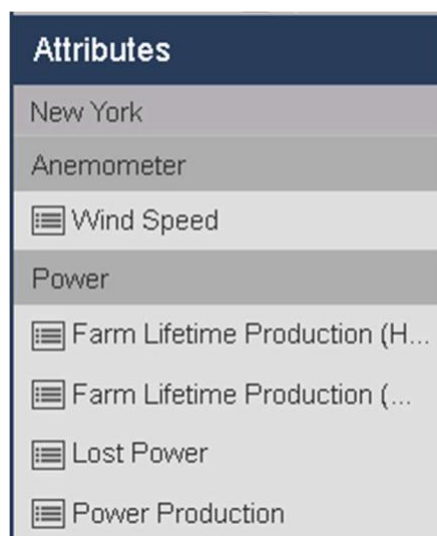 Attributes
New York
Anemometer
Wind Speed
Power
Farm Lifetime Production (H...
Farm Lifetime Production (...
Lost Power
Power Production